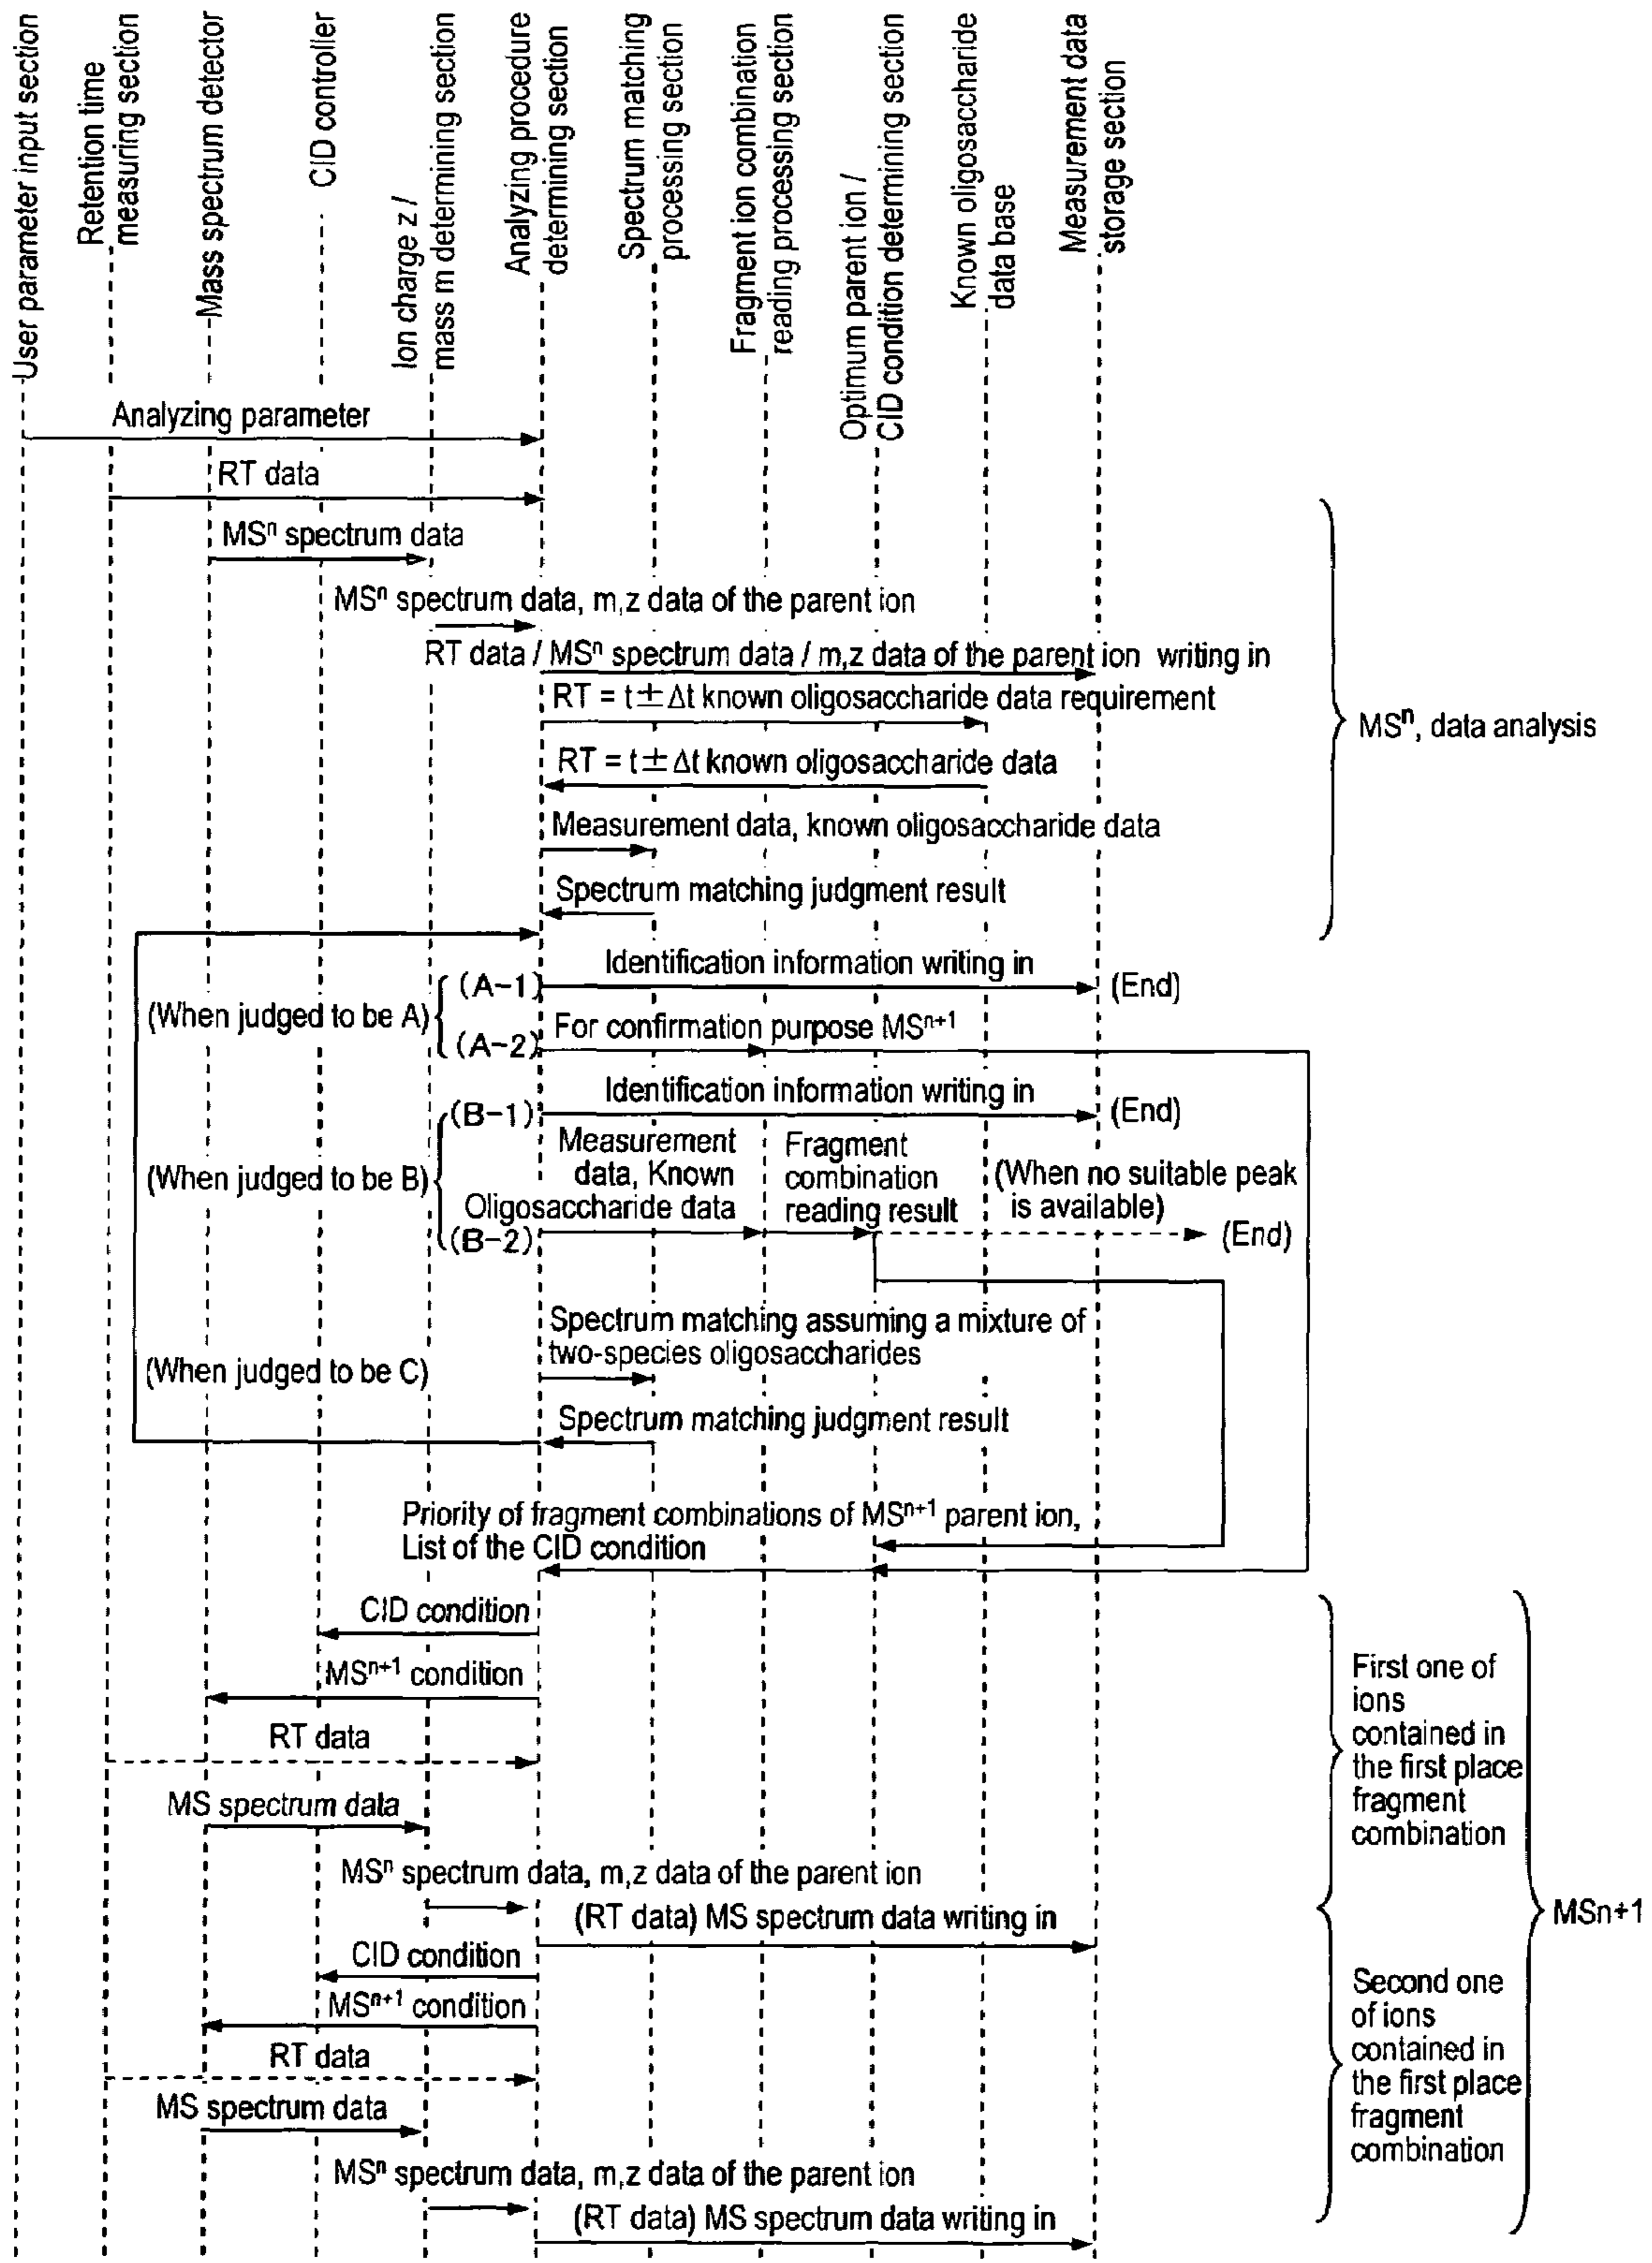 User parameter input section
Retention time
measuring section
Mass spectrum detector
CID controller
Ion charge z /
mass m determining section
Analyzing procedure
determining section
Spectrum matching
processing section
Fragment ion combination
reading processing section
Optimum parent ion /
CID condition determining section
Known oligosaccharide
data base
Measurement data
storage section
Analyzing parameter
RT data
MSⁿ spectrum data
MSⁿ spectrum data, m,z data of the parent ion
RT data / MSⁿ spectrum data / m,z data of the parent ion writing in
RT = t±Δt known oligosaccharide data requirement
RT = t±Δt known oligosaccharide data
MSⁿ, data analysis
Measurement data, known oligosaccharide data
Spectrum matching judgment result
Identification information writing in
(A-1)
(End)
(When judged to be A)
For confirmation purpose MSⁿ⁺¹
(A-2)
Identification information writing in
(B-1)
(End)
(When judged to be B)
Measurement
data, Known
Oligosaccharide data
Fragment
combination
reading result
(When no suitable peak
is available)
(B-2)
(End)
Spectrum matching assuming a mixture of
two-species oligosaccharides
(When judged to be C)
Spectrum matching judgment result
Priority of fragment combinations of MSⁿ⁺¹ parent ion,
List of the CID condition
CID condition
MSⁿ⁺¹ condition
RT data
MS spectrum data
MSⁿ spectrum data, m,z data of the parent ion
(RT data) MS spectrum data writing in
First one of
ions
contained in
the first place
fragment
combination
MSn+1
CID condition
MSⁿ⁺¹ condition
RT data
MS spectrum data
MSⁿ spectrum data, m,z data of the parent ion
(RT data) MS spectrum data writing in
Second one
of ions
contained in
the first place
fragment
combination